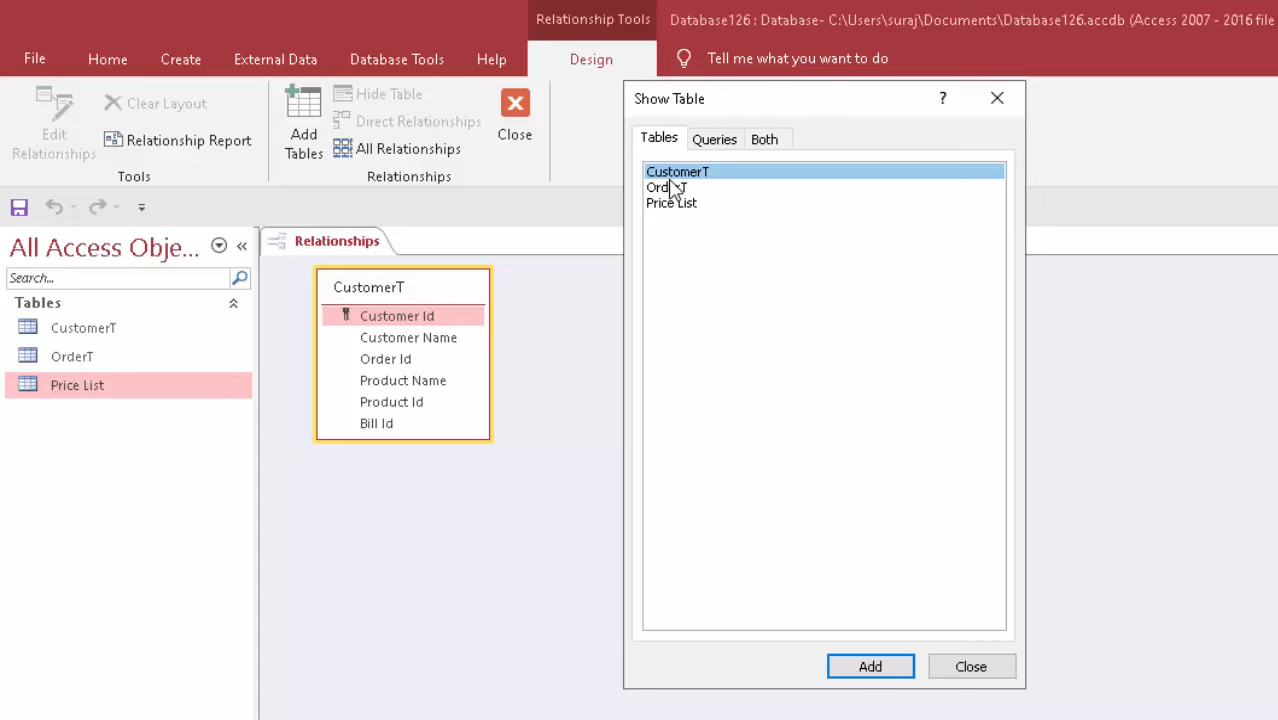 Relationship Tools
Database126 : Database- C:\Users\suraj\Documents\Database126.accdb (Access 2007 - 2016 file
File Home Create External Data Database Tools Help Design Tell me what you want to do
Edit Relationships
Clear Layout
Relationship Report
Tools
Add Tables
Hide Table
Direct Relationships
All Relationships
Relationships
Close
All Access Obje...
Search...
Tables
CustomerT
OrderT
Price List
Relationships
CustomerT
Customer Id
Customer Name
Order Id
Product Name
Product Id
Bill Id
Show Table
?
Tables Queries Both
CustomerT
OrderT
Price List
Add Close